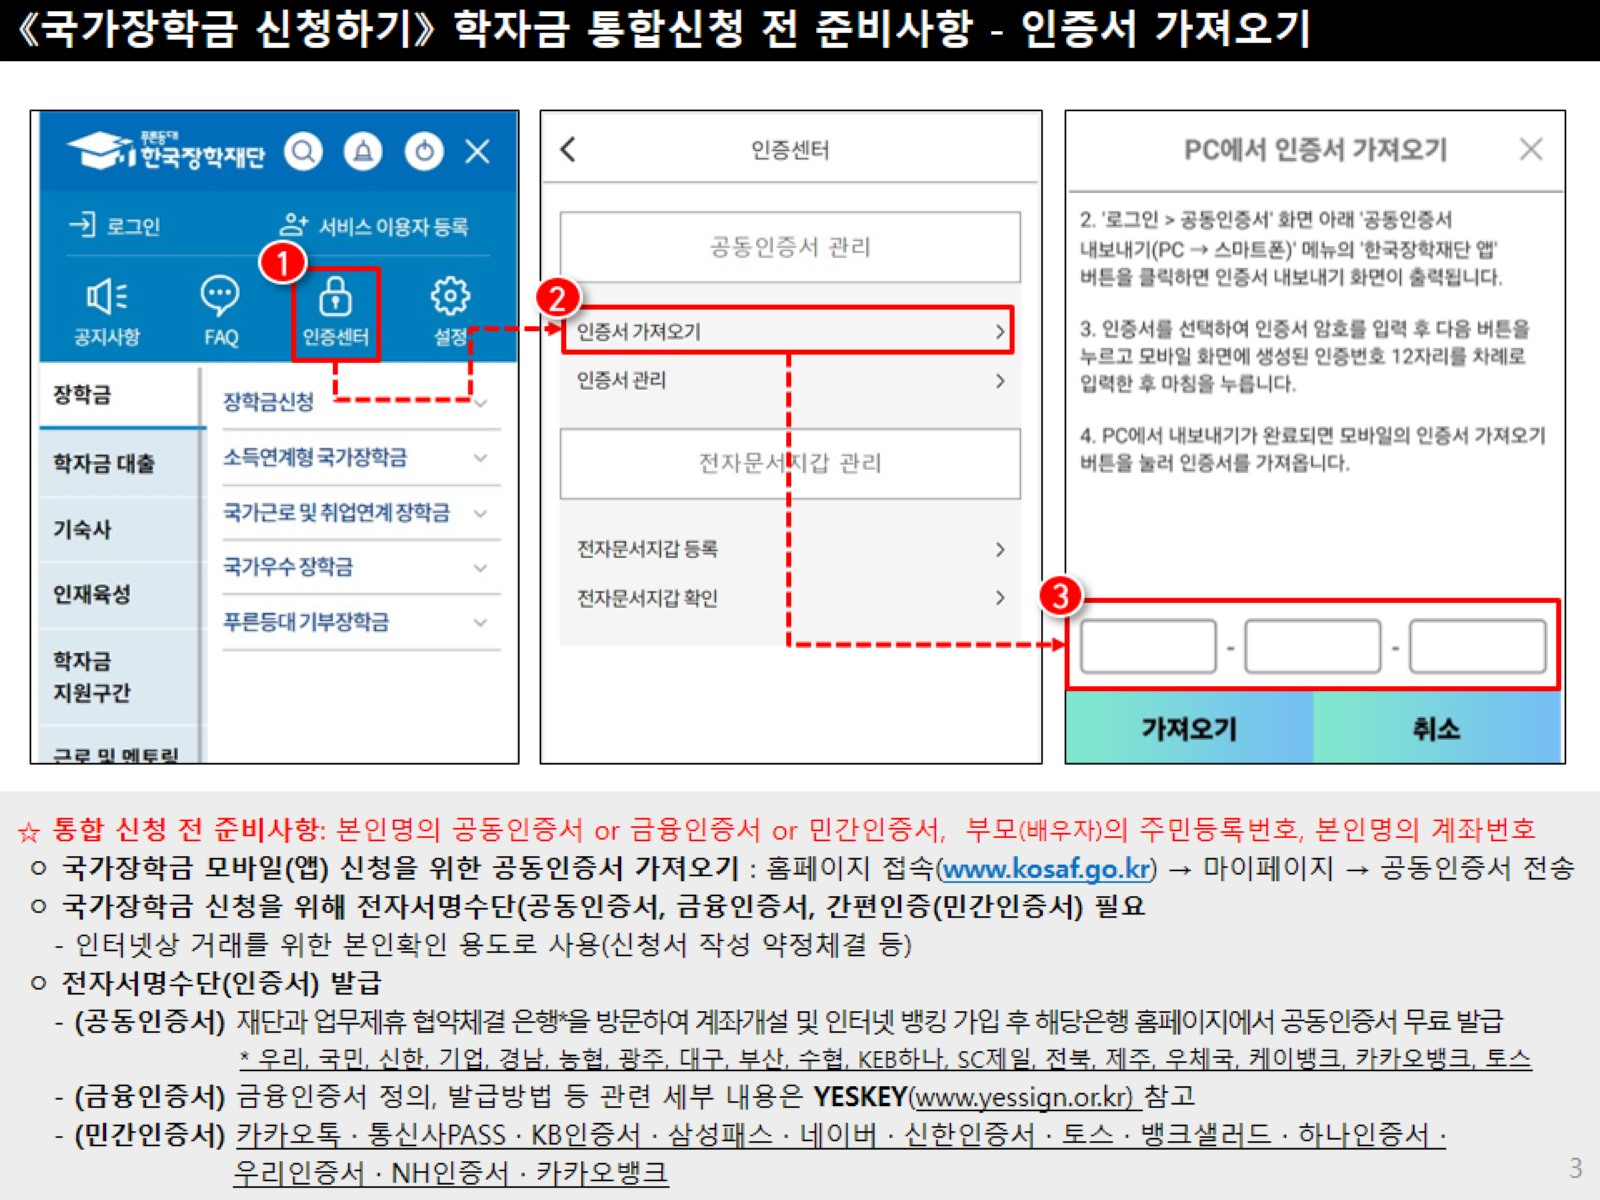 《국가장학금 신청하기》 학자금 통합신청 전 준비사항 - 인증서 가져오기
푸른등대
한국장학재단
로그인
서비스 이용자 등록
1
공지사항
FAQ
인증센터
설정
장학금
학자금 대출
기숙사
인재육성
학자금
지원구간
근로 및 멘토링
장학금신청
소득연계형 국가장학금
국가근로 및 취업연계 장학금
국가우수 장학금
푸른등대 기부장학금
인증센터
공동인증서 관리
2
인증서 가져오기
인증서 관리
전자문서지갑 관리
전자문서지갑 등록
전자문서지갑 확인
PC에서 인증서 가져오기
2. '로그인 > 공동인증서' 화면 아래 '공동인증서
내보내기(PC → 스마트폰)' 메뉴의 '한국장학재단 앱'
버튼을 클릭하면 인증서 내보내기 화면이 출력됩니다.
3. 인증서를 선택하여 인증서 암호를 입력 후 다음 버튼을
누르고 모바일 화면에 생성된 인증번호 12자리를 차례로
입력한 후 마침을 누릅니다.
4. PC에서 내보내기가 완료되면 모바일의 인증서 가져오기
버튼을 눌러 인증서를 가져옵니다.
3
- -
가져오기
취소
☆ 통합 신청 전 준비사항: 본인명의 공동인증서 or 금융인증서 or 민간인증서, 부모(배우자)의 주민등록번호, 본인명의 계좌번호
○ 국가장학금 모바일(앱) 신청을 위한 공동인증서 가져오기 : 홈페이지 접속(www.kosaf.go.kr) → 마이페이지 → 공동인증서 전송
○ 국가장학금 신청을 위해 전자서명수단(공동인증서, 금융인증서, 간편인증(민간인증서) 필요
- 인터넷상 거래를 위한 본인확인 용도로 사용(신청서 작성 약정체결 등)
○ 전자서명수단(인증서) 발급
- (공동인증서) 재단과 업무제휴 협약체결 은행*을 방문하여 계좌개설 및 인터넷 뱅킹 가입 후 해당은행 홈페이지에서 공동인증서 무료 발급
* 우리, 국민, 신한, 기업, 경남, 농협, 광주, 대구, 부산, 수협, KEB하나, SC제일, 전북, 제주, 우체국, 케이뱅크, 카카오뱅크, 토스
- (금융인증서) 금융인증서 정의, 발급방법 등 관련 세부 내용은 YESKEY(www.yessign.or.kr) 참고
- (민간인증서) 카카오톡 · 통신사PASS · KB인증서 · 삼성패스 · 네이버 · 신한인증서 · 토스 · 뱅크샐러드 · 하나인증서 ·
우리인증서 · NH인증서 · 카카오뱅크
3